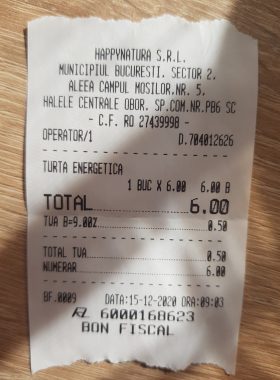 HAPPYNATURA S.R.L.
MUNICIPIUL BUCURESTI. SECTOR 2.
ALEEA CAMPUL MOSILOR.NR. 5.
HALELE CENTRALE OBOR. SP.COM.NR.PB6 SC
- C.F. RO 27439998 -
OPERATOR/1 D.704012626
TURTA ENERGETICA
1 BUC X 6.00 6.00 B
TOTAL 6.00
TVA B=9.00% 0.50
TOTAL TVA 0.50
NUMERAR 6.00
BF.0009 DATA:15-12-2020 ORA:09:03
6000168623
BON FISCAL